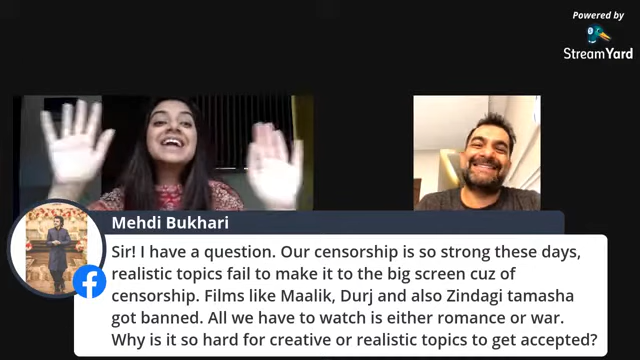 Powered by
StreamYard
Mehdi Bukhari
Sir! I have a question. Our censorship is so strong these days,
realistic topics fail to make it to the big screen cuz of
censorship. Films like Maalik, Durj and also Zindagi tamasha
got banned. All we have to watch is either romance or war.
Why is it so hard for creative or realistic topics to get accepted?